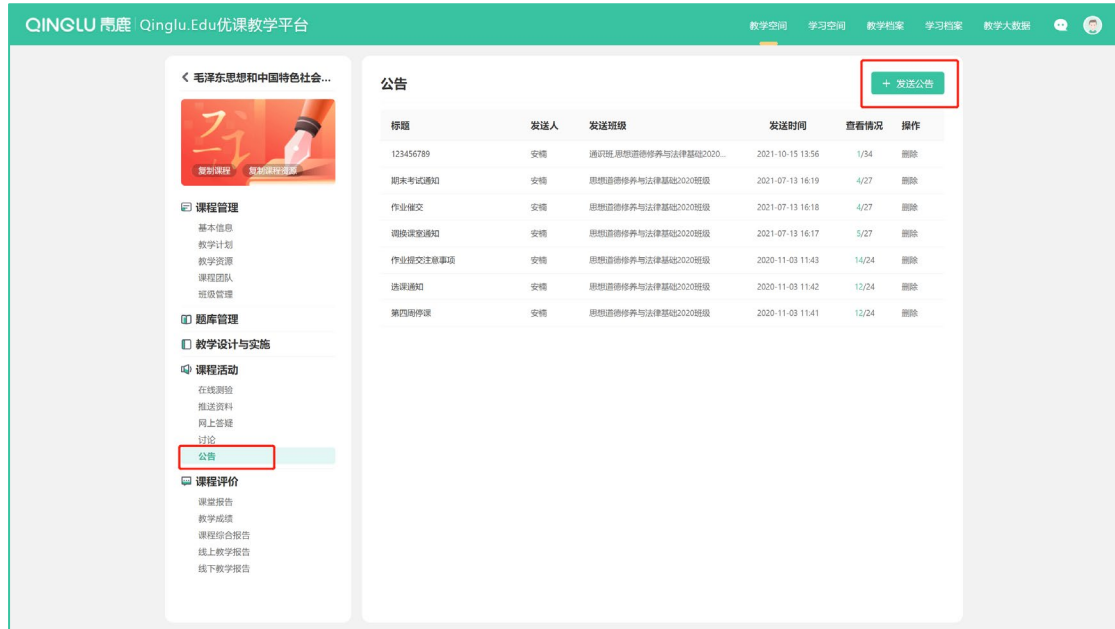 QINGLU 青鹿 Qinglu.Edu优课教学平台
教学空间 学习空间 教学档案 学习档案 教学大数据
毛泽东思想和中国特色社会...
复制课程 复制课程资源
课程管理
基本信息
教学计划
教学资源
课程团队
班级管理
题库管理
教学设计与实施
课程活动
在线测验
推送资料
网上答疑
讨论
公告
课程评价
课堂报告
教学成绩
课程综合报告
线上教学报告
线下教学报告
公告
+ 发送公告
标题 发送人 发送班级 发送时间 查看情况 操作
123456789 安楠 通识班,思想道德修养与法律基础2020... 2021-10-15 13:56 1/34 删除
期末考试通知 安楠 思想道德修养与法律基础2020班级 2021-07-13 16:19 4/27 删除
作业催交 安楠 思想道德修养与法律基础2020班级 2021-07-13 16:18 4/27 删除
调换课室通知 安楠 思想道德修养与法律基础2020班级 2021-07-13 16:17 5/27 删除
作业提交注意事项 安楠 思想道德修养与法律基础2020班级 2020-11-03 11:43 14/24 删除
选课通知 安楠 思想道德修养与法律基础2020班级 2020-11-03 11:42 12/24 删除
第四周停课 安楠 思想道德修养与法律基础2020班级 2020-11-03 11:41 12/24 删除